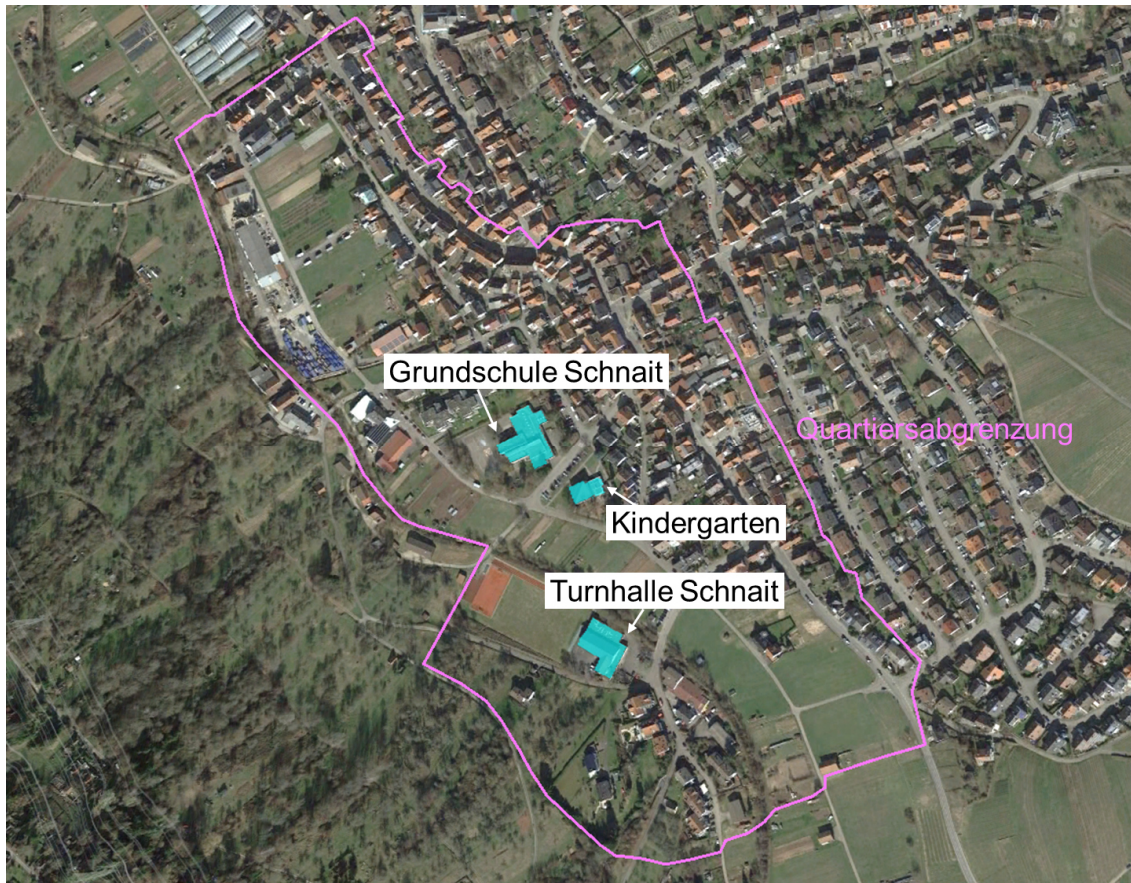 Grundschule Schnait
Quartiersabgrenzung
Kindergarten
Turnhalle Schnait